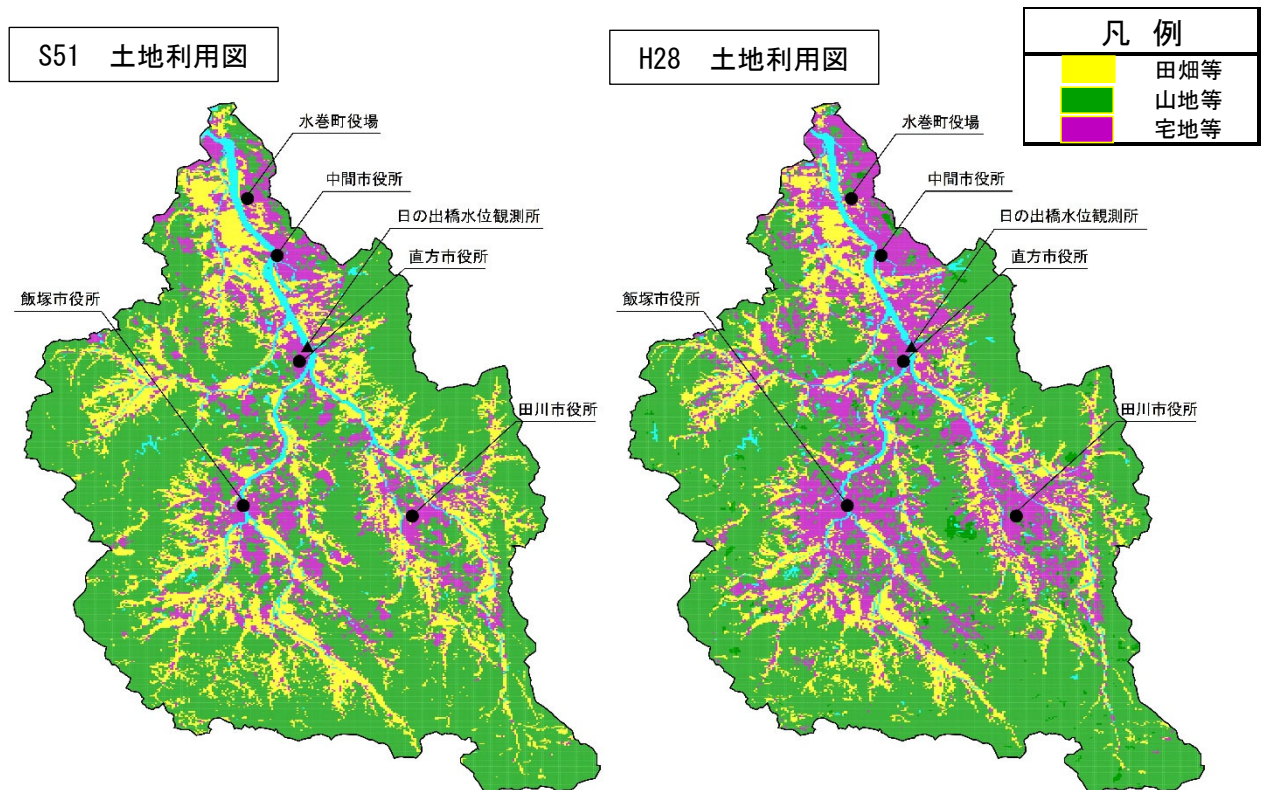 S51 土地利用図
水巻町役場
中間市役所
日の出橋水位観測所
直方市役所
飯塚市役所
田川市役所
H28 土地利用図
水巻町役場
中間市役所
日の出橋水位観測所
直方市役所
飯塚市役所
田川市役所
凡 例
田畑等
山地等
宅地等